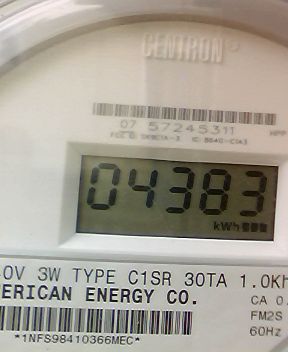 CENTRON®
07 57245311
04383
kWh
0V 3W TYPE C1SR 30TA 1.0Kh
ERICAN ENERGY CO.
CA 0.
FM2S
60Hz
*1NFS98410366MEC*